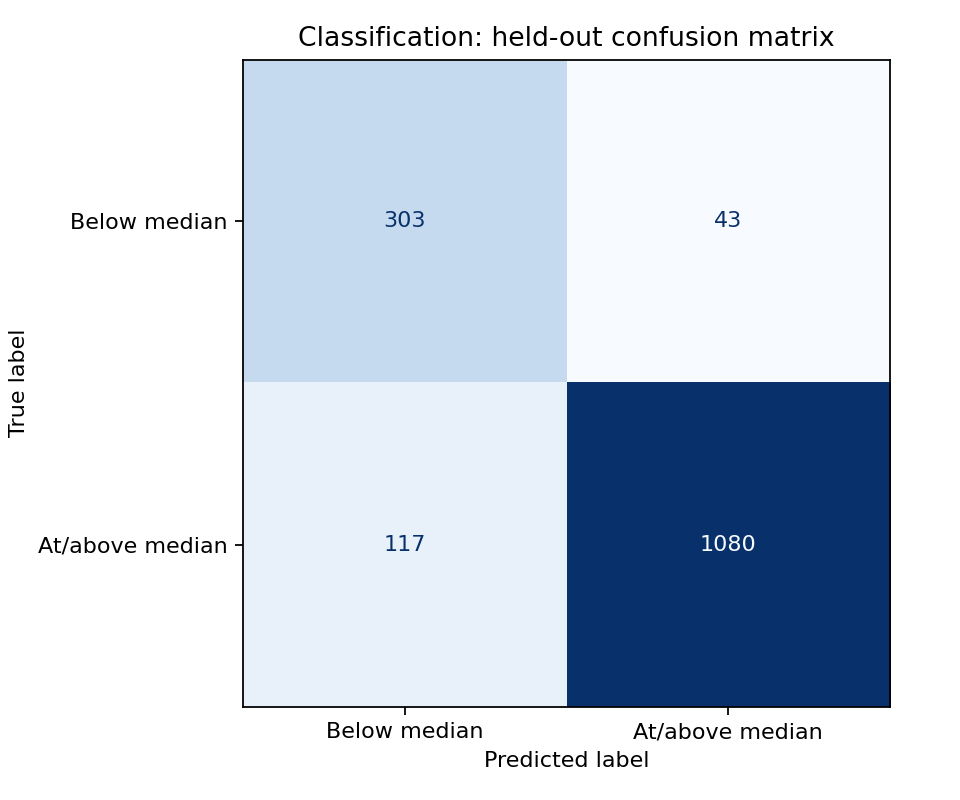 Classification: held-out confusion matrix
True label
Below median
303
43
At/above median
117
1080
Below median
At/above median
Predicted label